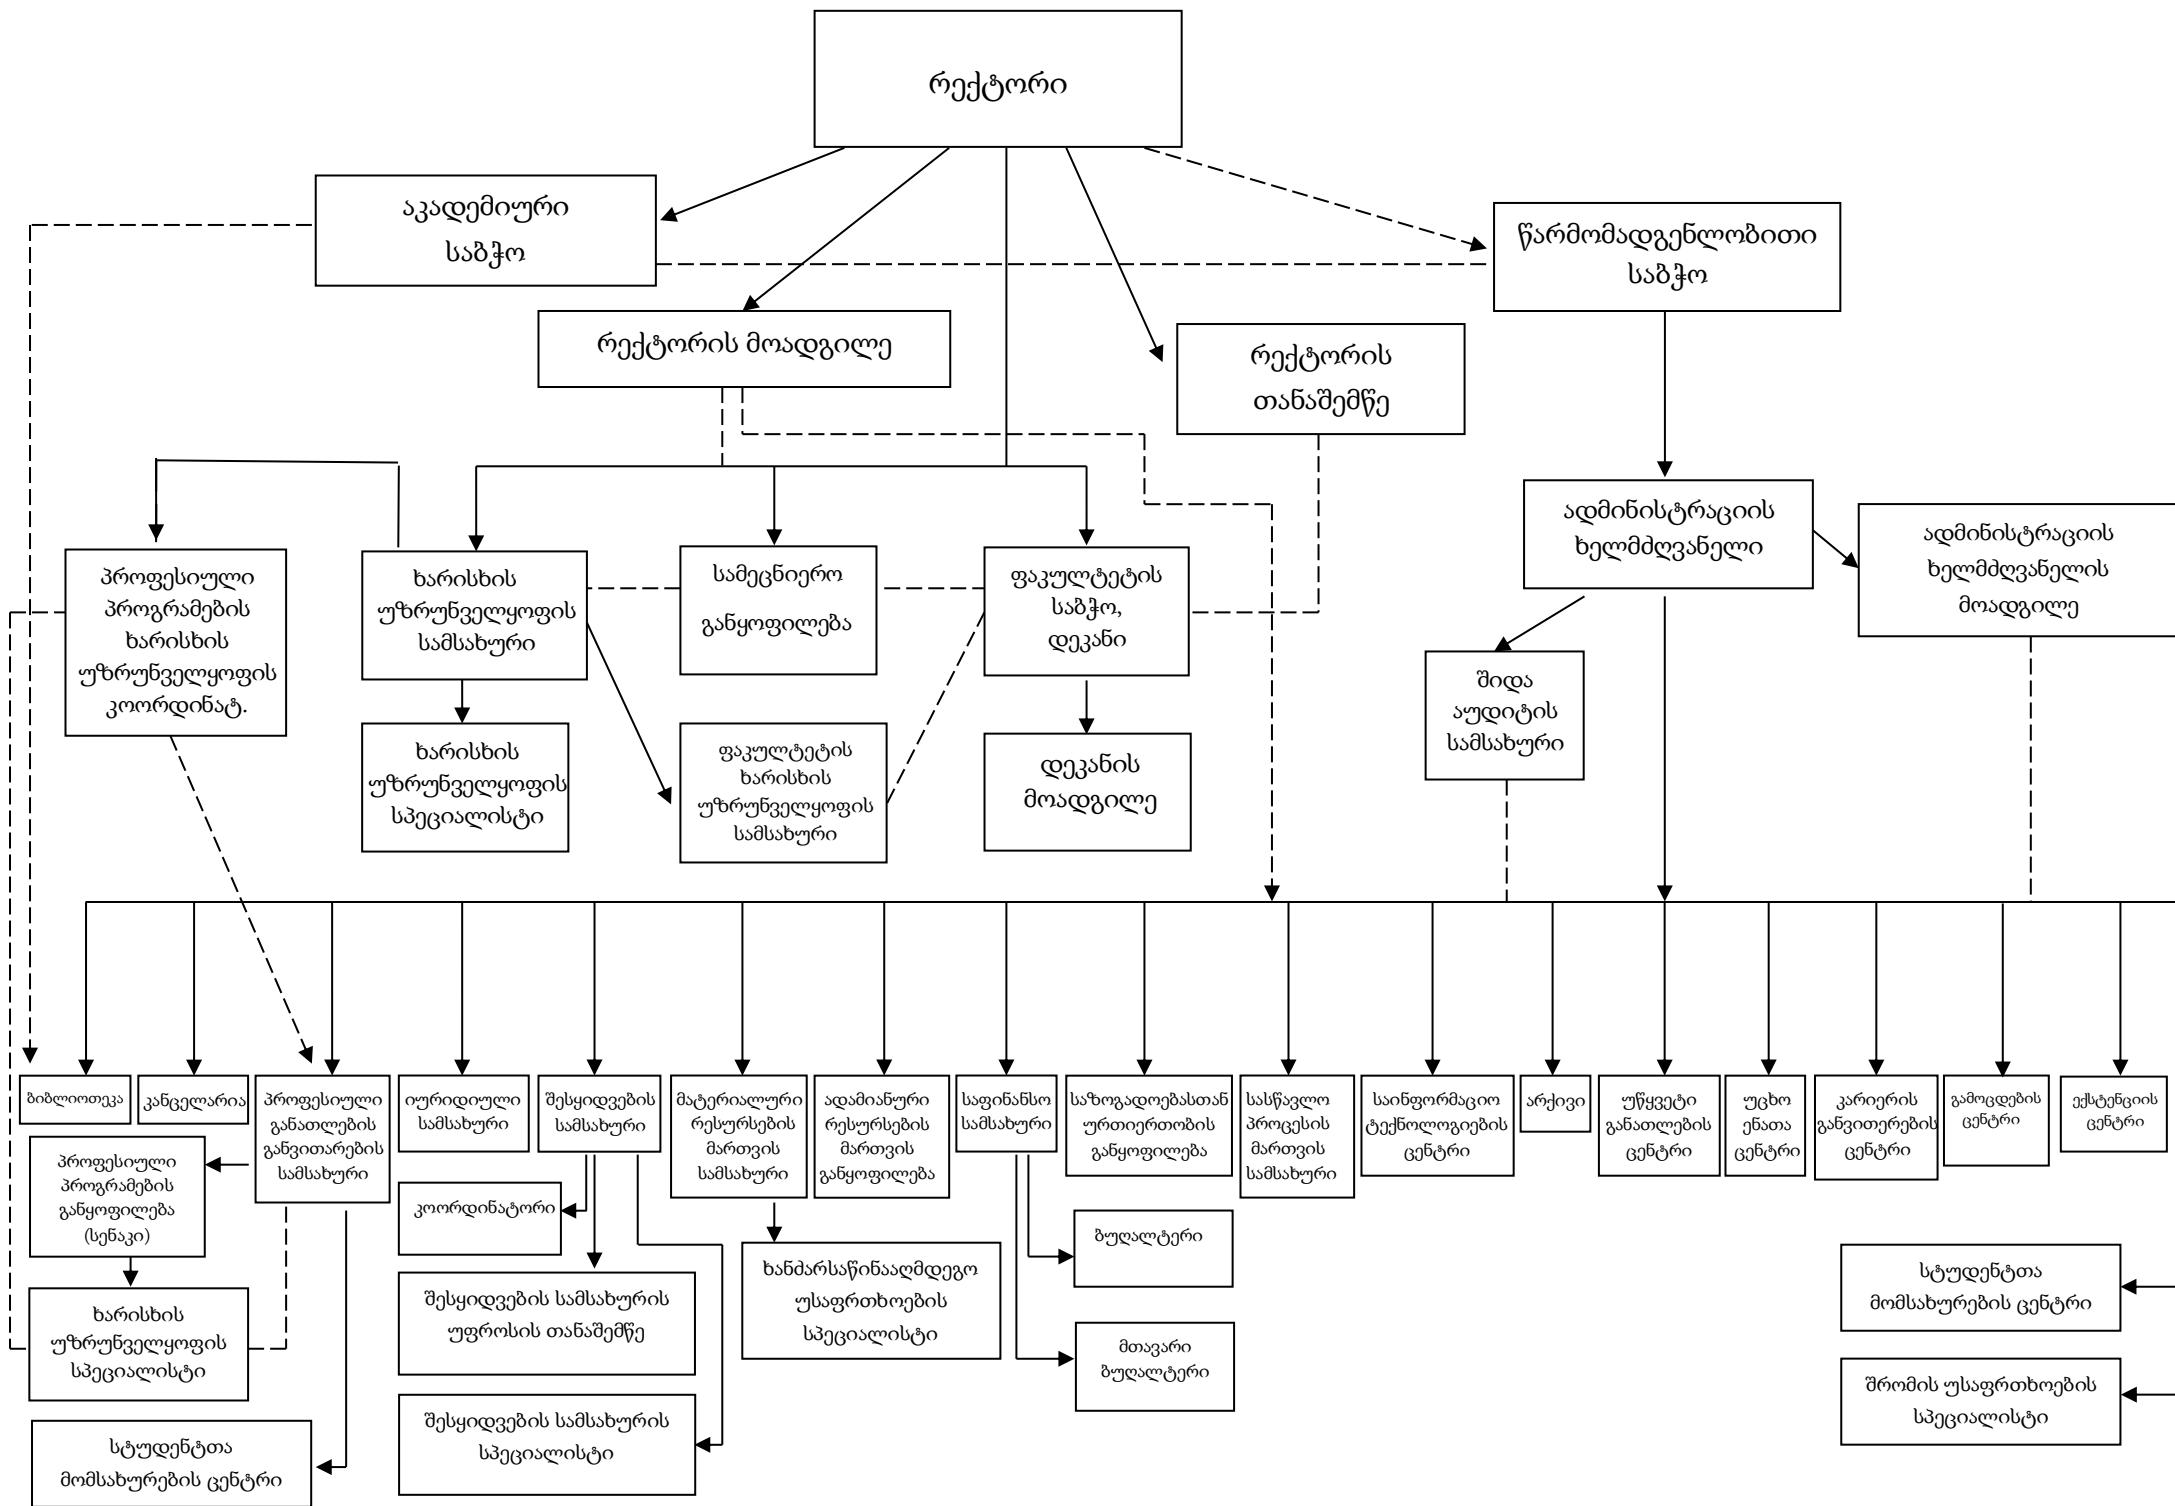 რექტორი
აკადემიური
საბჭო
წარმომადგენლობითი
საბჭო
რექტორის მოადგილე
რექტორის
თანაშემწე
ადმინისტრაციის
ხელმძღვანელი
ადმინისტრაციის
ხელმძღვანელის
მოადგილე
პროფესიული
პროგრამების
ხარისხის
უზრუნველყოფის
კოორდინატ.
ხარისხის
უზრუნველყოფის
სამსახური
სამეცნიერო
განყოფილება
ფაკულტეტის
საბჭო,
დეკანი
შიდა
აუდიტის
სამსახური
ხარისხის
უზრუნველყოფის
სპეციალისტი
ფაკულტეტის
ხარისხის
უზრუნველყოფის
სამსახური
დეკანის
მოადგილე
ბიბლიოთეკა
კანცელარია
პროფესიული
განათლების
განვითარების
სამსახური
იურიდიული
სამსახური
შესყიდვების
სამსახური
მატერიალური
რესურსების
მართვის
სამსახური
ადამიანური
რესურსების
მართვის
განყოფილება
საფინანსო
სამსახური
საზოგადოებასთან
ურთიერთობის
განყოფილება
სასწავლო
პროცესის
მართვის
სამსახური
საინფორმაციო
ტექნოლოგიების
ცენტრი
არქივი
უწყვეტი
განათლების
ცენტრი
უცხო
ენათა
ცენტრი
კარიერის
განვითერების
ცენტრი
გამოცდების
ცენტრი
ექსტენციის
ცენტრი
პროფესიული
პროგრამების
განყოფილება
(სენაკი)
კოორდინატორი
ბუღალტერი
ხანძარსაწინააღმდეგო
უსაფრთხოების
სპეციალისტი
სტუდენტთა
მომსახურების ცენტრი
ხარისხის
უზრუნველყოფის
სპეციალისტი
შესყიდვების სამსახურის
უფროსის თანაშემწე
მთავარი
ბუღალტერი
შრომის უსაფრთხოების
სპეციალისტი
შესყიდვების სამსახურის
სპეციალისტი
სტუდენტთა
მომსახურების ცენტრი